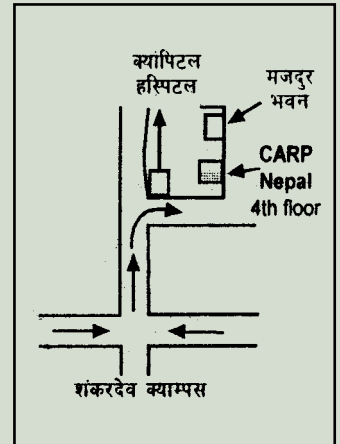 क्यापिटल
हस्पिटल
मजदुर
भवन
CARP
Nepal
4th floor
शंकरदेव क्याम्पस